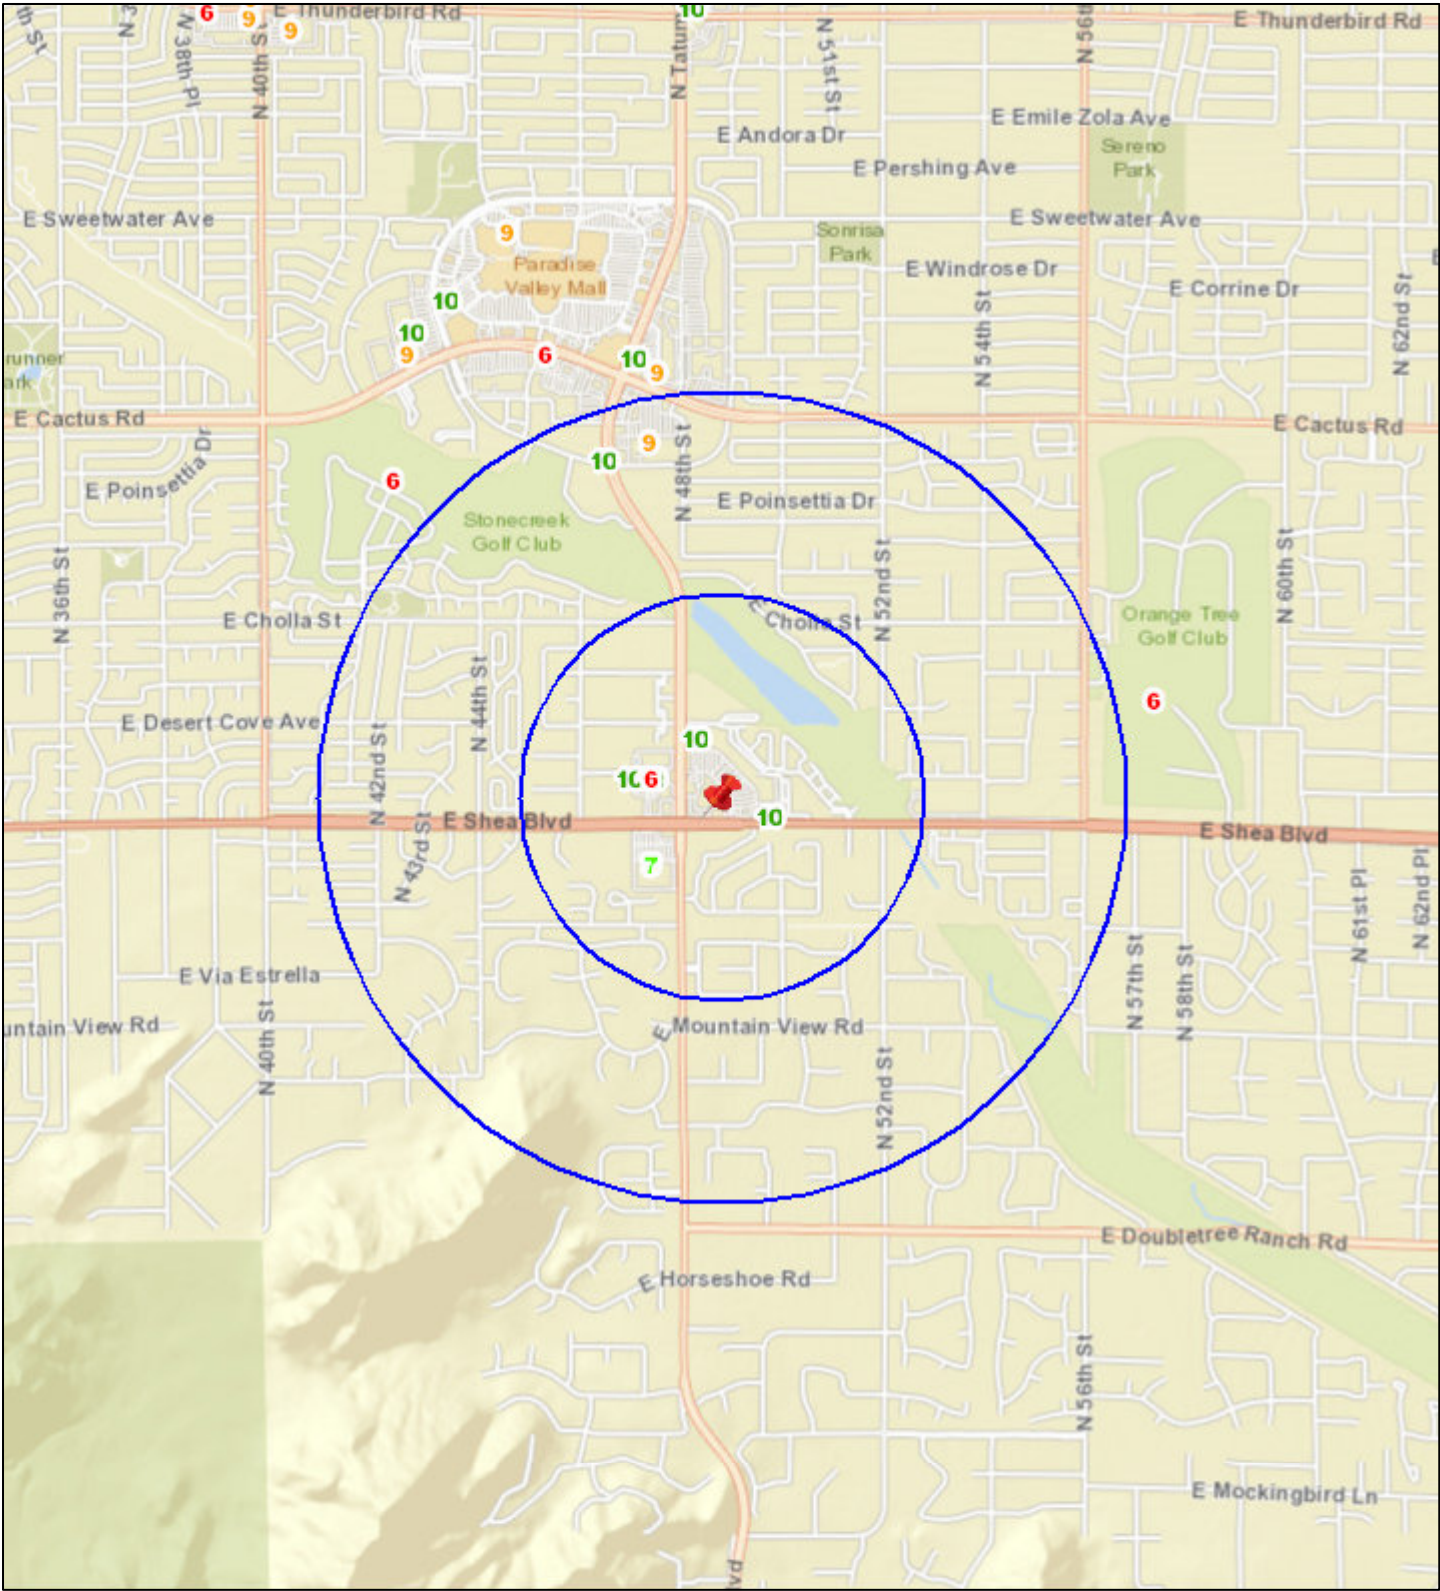 6
9
E Thunderbird Rd
10
E Thunderbird Rd
9
N 38th Pl
N 40th St
N Tatum
N 51st St
E Emile Zola Ave
E Andora Dr
Sereno
Park
E Pershing Ave
E Sweetwater Ave
E Sweetwater Ave
9
Sonrisa
Park
Paradise
Valley Mall
E Windrose Dr
E Corrine Dr
10
10
9
6
10
9
N 54th St
N 62nd St
E Cactus Rd
E Cactus Rd
9
10
E Poinsettia Dr
6
N 48th St
E Poinsettia Dr
Stonecreek
Golf Club
N 36th St
N 52nd St
N 60th St
E Cholla St
E Cholla St
Orange Tree
Golf Club
N 44th St
6
E Desert Cove Ave
N 42nd St
10
10
6
10
E Shea Blvd
E Shea Blvd
N 43rd St
7
N 61st Pl
N 62nd Pl
E Via Estrella
N 57th St
N 58th St
untain View Rd
N 40th St
E Mountain View Rd
N 52nd St
E Doubletree Ranch Rd
E Horseshoe Rd
N 56th St
E Mockingbird Ln